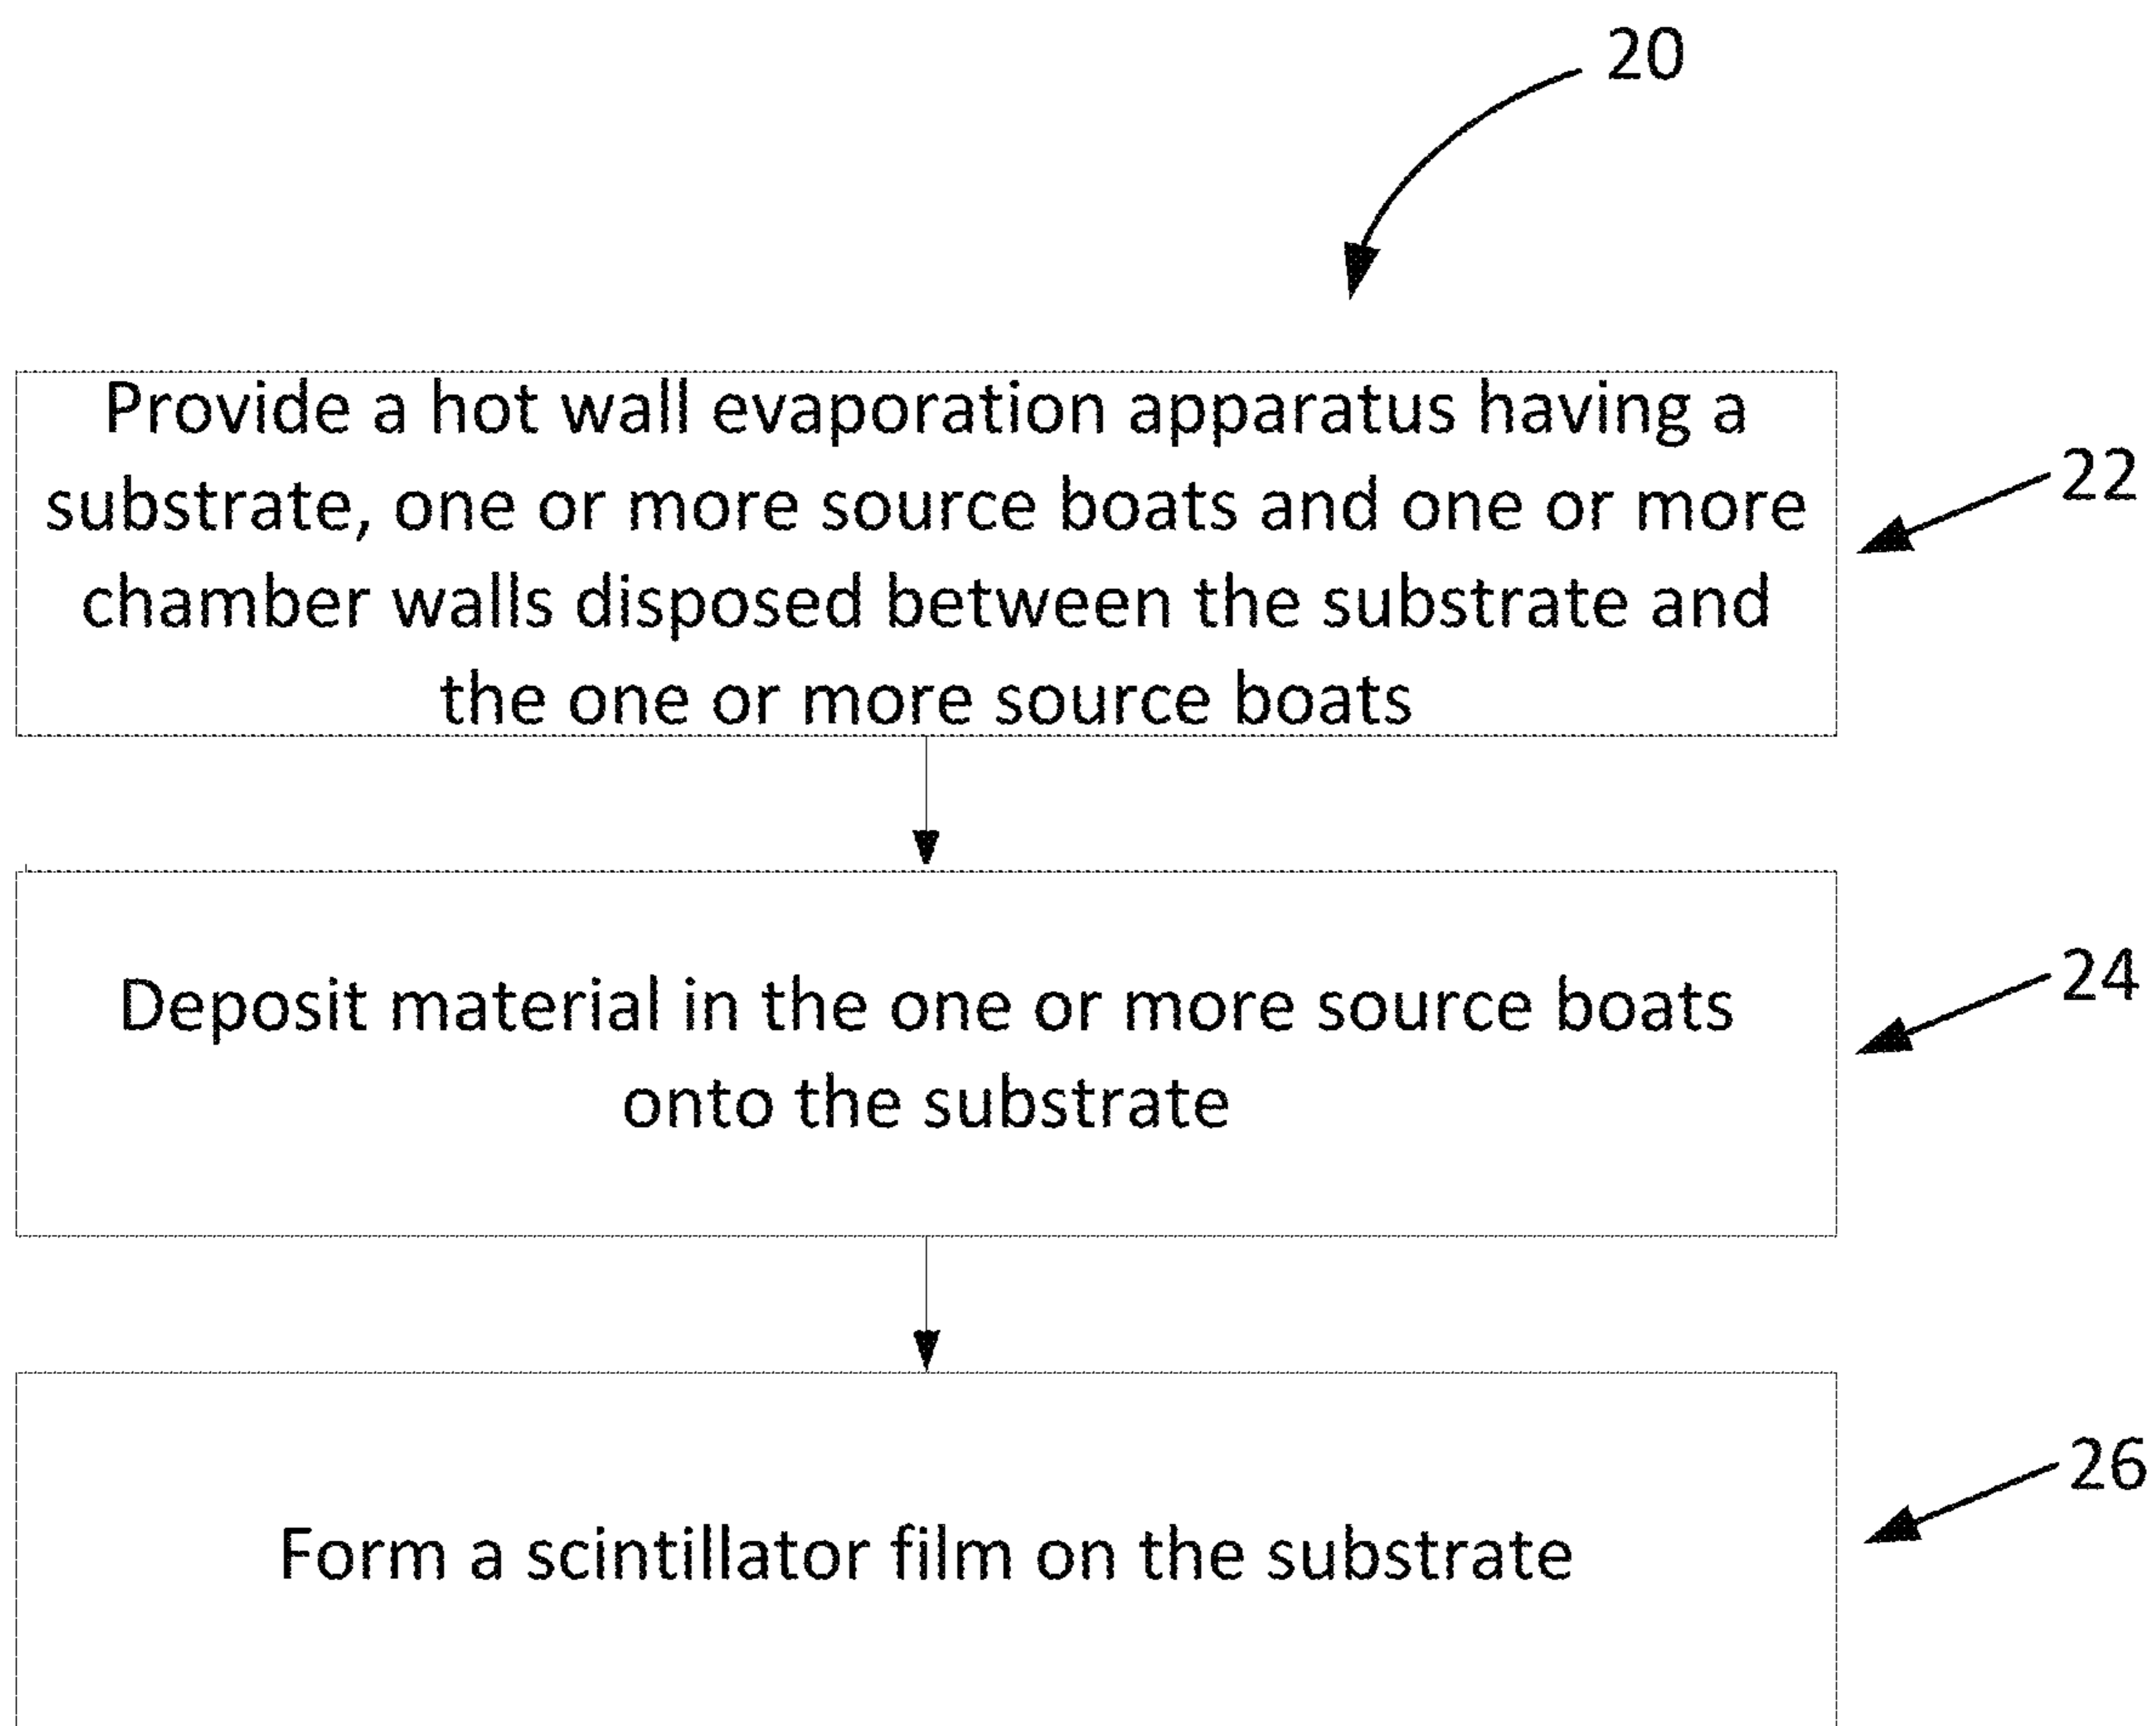 20
Provide a hot wall evaporation apparatus having a
substrate, one or more source boats and one or more
chamber walls disposed between the substrate and
the one or more source boats
22
Deposit material in the one or more source boats
onto the substrate
24
Form a scintillator film on the substrate
26